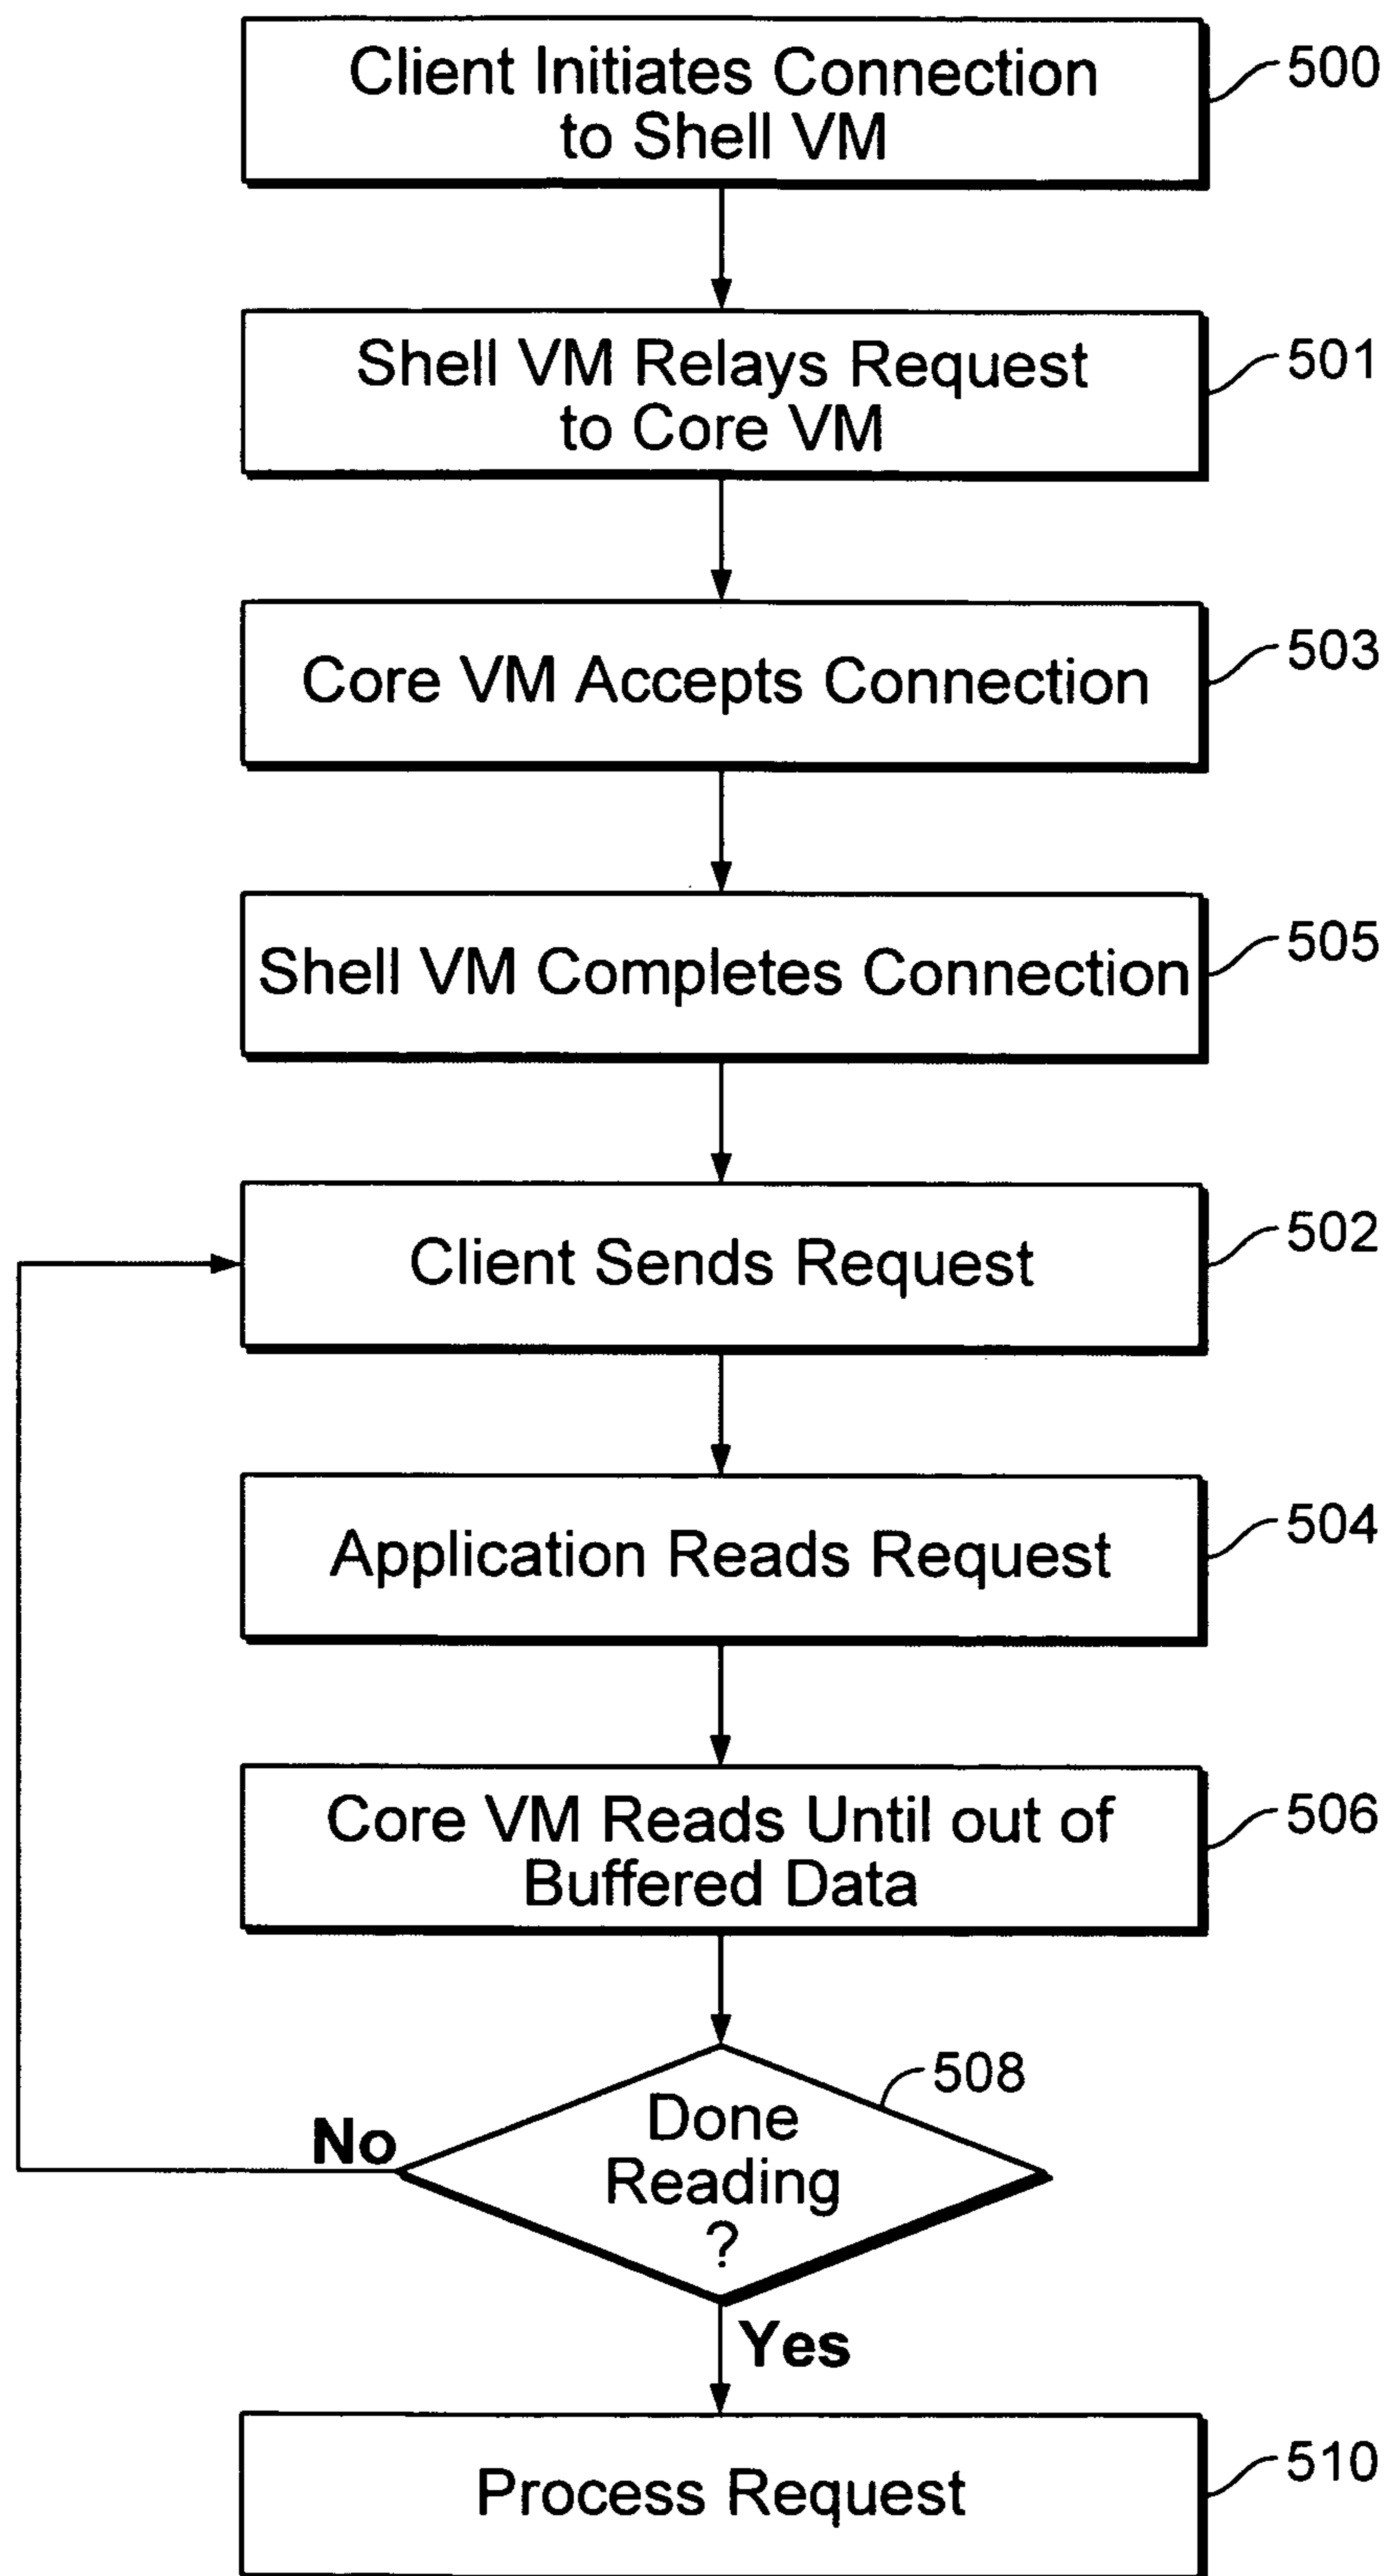 Client Initiates Connection
to Shell VM
500
Shell VM Relays Request
to Core VM
501
Core VM Accepts Connection
503
Shell VM Completes Connection
505
Client Sends Request
502
Application Reads Request
504
Core VM Reads Until out of
Buffered Data
506
508
Done
Reading
?
No
Yes
Process Request
510